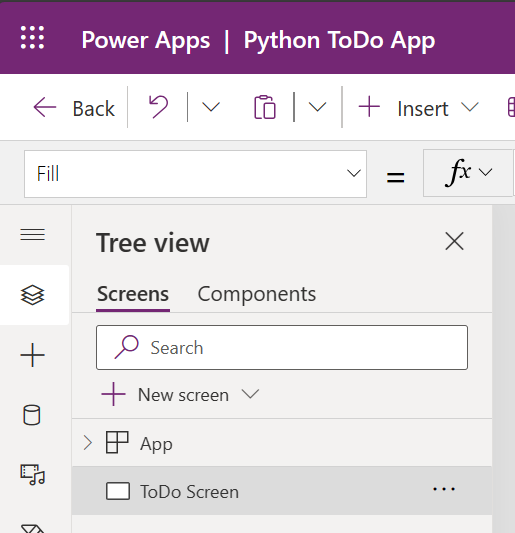 Power Apps | Python ToDo App
Back Insert
Fill = fx
Tree view
Screens Components
Search
New screen
App
ToDo Screen ...